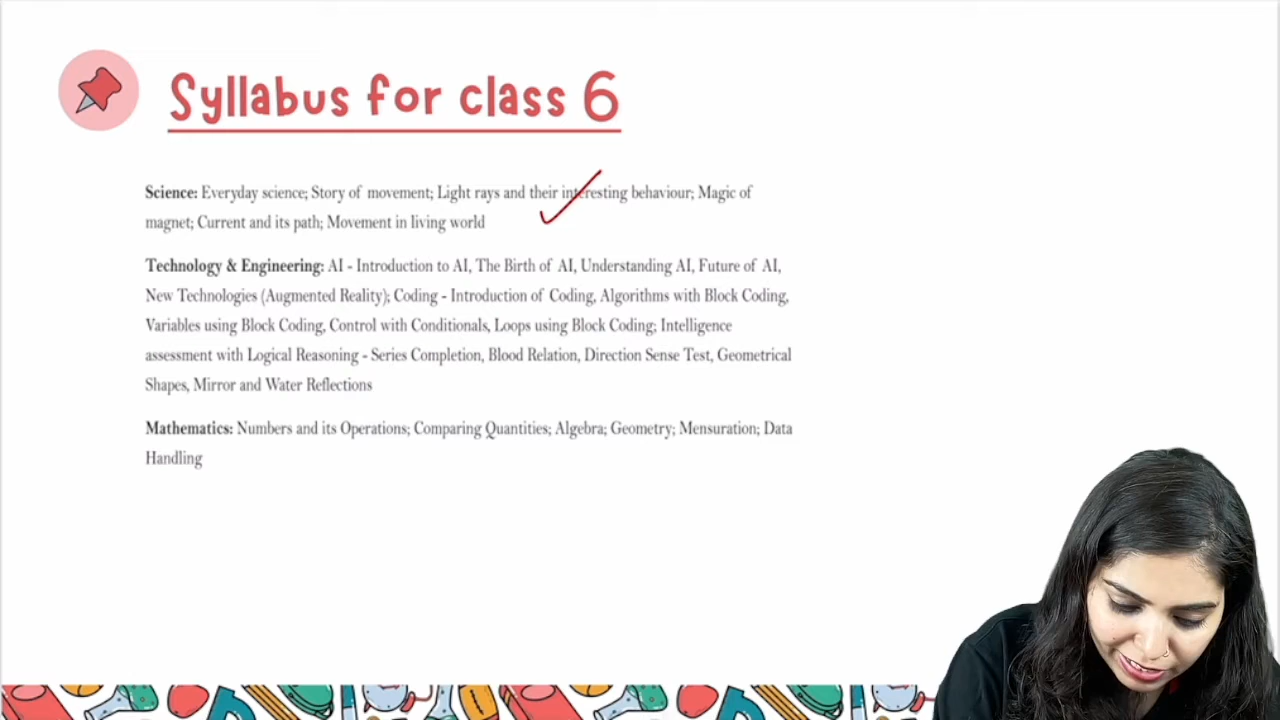 Syllabus for class 6
Science: Everyday science; Story of movement; Light rays and their interesting behaviour; Magic of
magnet; Current and its path; Movement in living world
Technology & Engineering: AI - Introduction to AI, The Birth of AI, Understanding AI, Future of AI,
New Technologies (Augmented Reality); Coding - Introduction of Coding, Algorithms with Block Coding,
Variables using Block Coding, Control with Conditionals, Loops using Block Coding; Intelligence
assessment with Logical Reasoning - Series Completion, Blood Relation, Direction Sense Test, Geometrical
Shapes, Mirror and Water Reflections
Mathematics: Numbers and its Operations; Comparing Quantities; Algebra; Geometry; Mensuration; Data
Handling